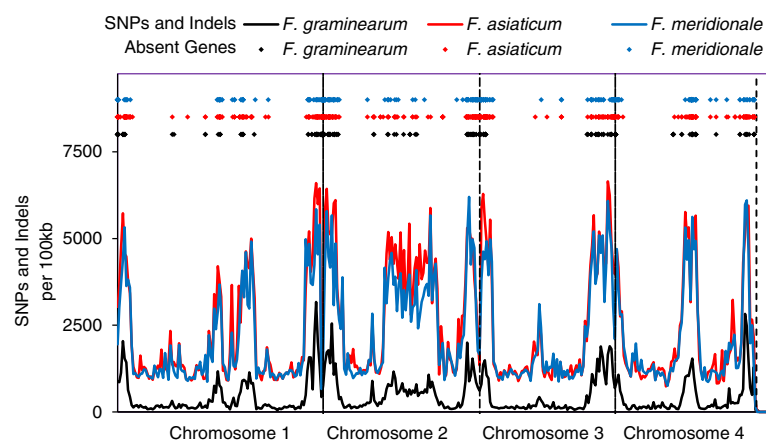 SNPs and Indels F. graminearum F. asiaticum F. meridionale
Absent Genes F. graminearum F. asiaticum F. meridionale
7500
5000
2500
0
SNPs and Indels
per 100kb
Chromosome 1 Chromosome 2 Chromosome 3 Chromosome 4